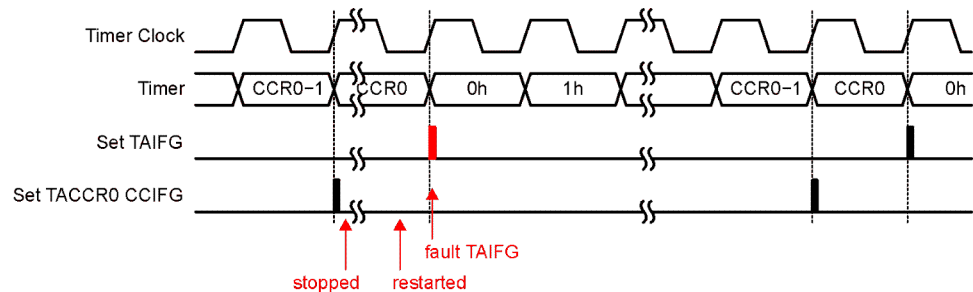 Timer Clock
Timer CCR0−1 CCR0 0h 1h CCR0−1 CCR0 0h
Set TAIFG
Set TACCR0 CCIFG
fault TAIFG
stopped restarted